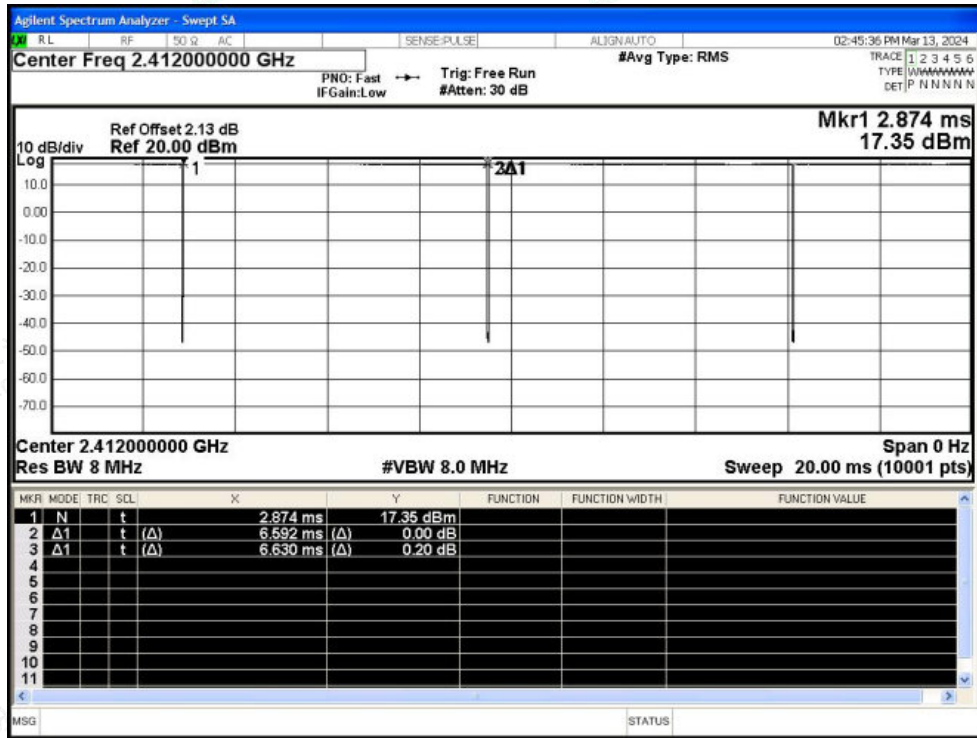 Agilent Spectrum Analyzer - Swept SA
RL RF 50 Ω AC SENSE:PULSE ALIGNAUTO 02:45:36 PM Mar 13, 2024
Center Freq 2.412000000 GHz
PNO: Fast
IFGain:Low
Trig: Free Run
#Atten: 30 dB
#Avg Type: RMS
TRACE 1 2 3 4 5 6
TYPE
DET P N N N N N
Mkr1 2.874 ms
17.35 dBm
Ref Offset 2.13 dB
10 dB/div Ref 20.00 dBm
Log
1
2Δ1
10.0
0.00
-10.0
-20.0
-30.0
-40.0
-50.0
-60.0
-70.0
Center 2.412000000 GHz Span 0 Hz
Res BW 8 MHz #VBW 8.0 MHz Sweep 20.00 ms (10001 pts)
MKR MODE TRC SCL X Y FUNCTION FUNCTION WIDTH FUNCTION VALUE
1 N t 2.874 ms 17.35 dBm
2 Δ1 t (Δ) 6.592 ms (Δ) 0.00 dB
3 Δ1 t (Δ) 6.630 ms (Δ) 0.20 dB
4
5
6
7
8
9
10
11
MSG STATUS